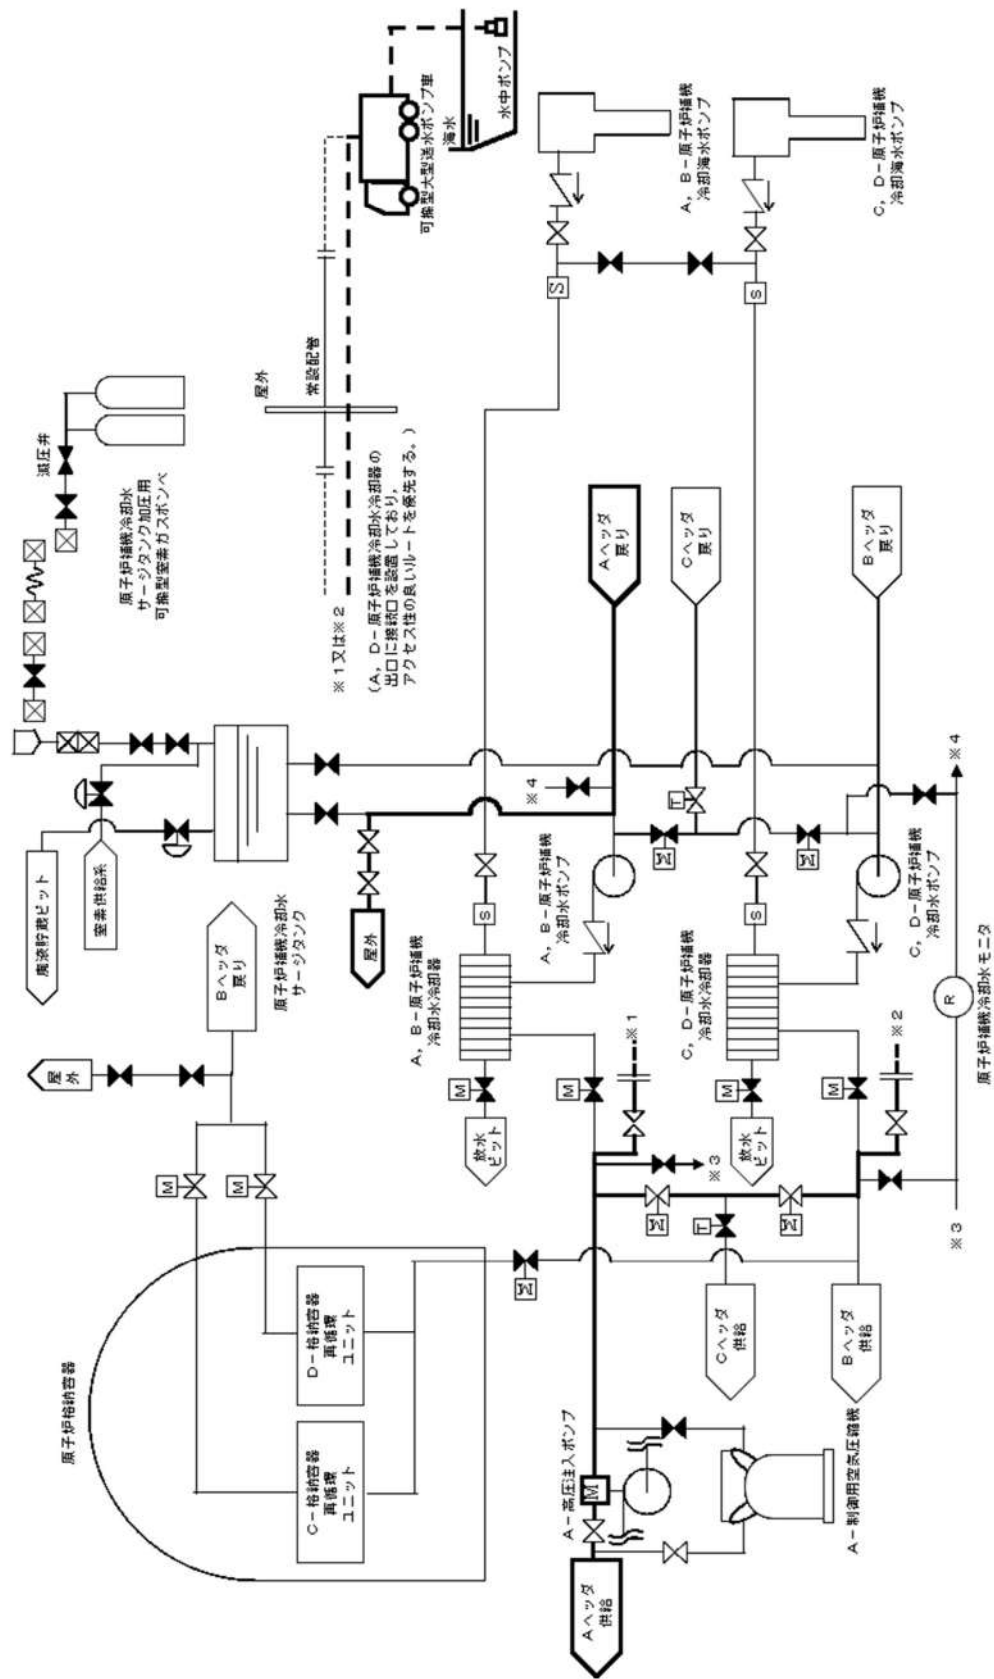 原子炉格納容器
C－格納容器
再循環
ユニット
D－格納容器
再循環
ユニット
M
M
屋外
Bヘッダ
戻り
廃液貯蔵ピット
窒素供給系
原子炉補機冷却水
サージタンク
減圧弁
原子炉補機冷却水
サージタンク加圧用
可搬型窒素ガスボンベ
屋外
常設配管
※1又は※2
(A，D－原子炉補機冷却水冷却器の
出口に接続口を設置しており，
アクセス性の良いルートを優先する。)
可搬型大型送水ポンプ車
海水
水中ポンプ
A，B－原子炉補機
冷却海水ポンプ
C，D－原子炉補機
冷却海水ポンプ
S
S
屋外
※4
A，B－原子炉補機
冷却水冷却器
S
M
M
放水
ピット
A，B－原子炉補機
冷却水ポンプ
※1
※3
Aヘッダ
戻り
Cヘッダ
戻り
Bヘッダ
戻り
T
M
M
C，D－原子炉補機
冷却水冷却器
S
M
M
放水
ピット
C，D－原子炉補機
冷却水ポンプ
※2
※4
R
原子炉補機冷却水モニタ
※3
M
M
T
M
Cヘッダ
供給
Bヘッダ
供給
A－高圧注入ポンプ
M
A－制御用空気圧縮機
Aヘッダ
供給